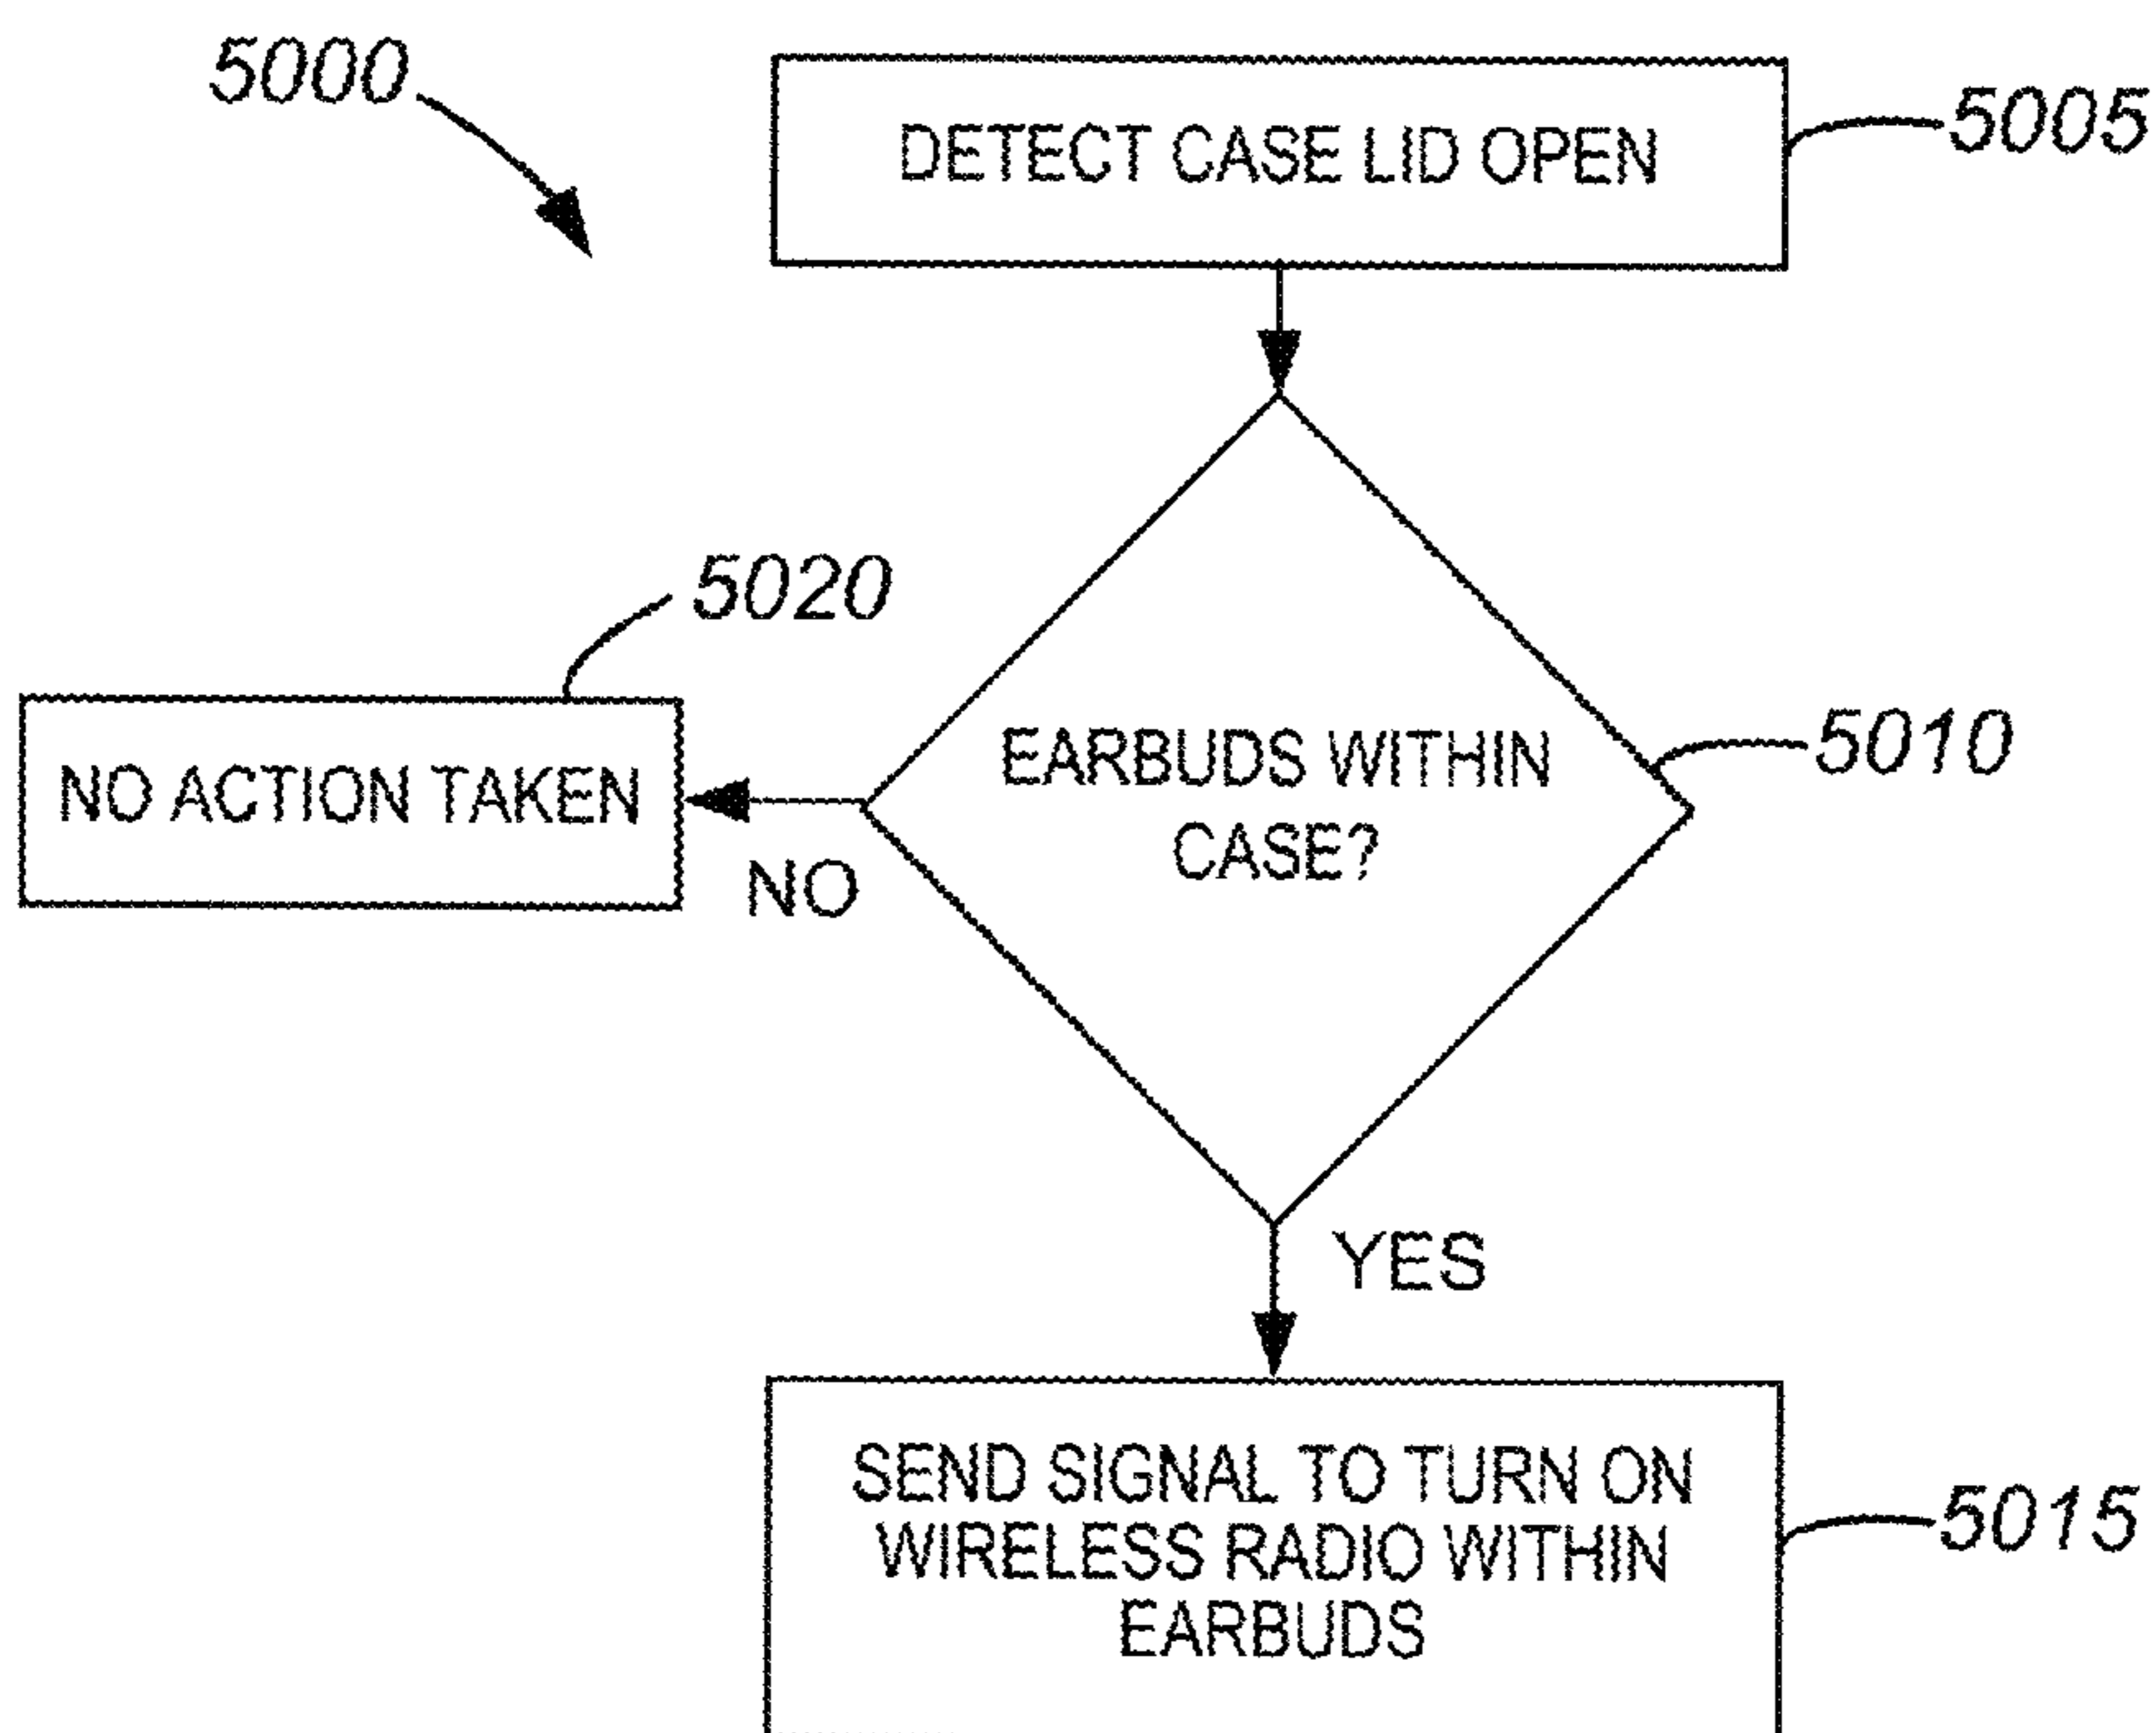 5000
DETECT CASE LID OPEN
5005
5020
NO ACTION TAKEN
NO
EARBUDS WITHIN
CASE?
5010
YES
SEND SIGNAL TO TURN ON
WIRELESS RADIO WITHIN
EARBUDS
5015